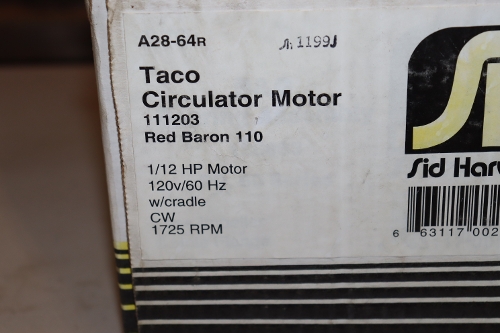 A28-64R
1199J
Taco
Circulator Motor
111203
Red Baron 110
1/12 HP Motor
120v/60 Hz
w/cradle
CW
1725 RPM
Sid
6 63117 002